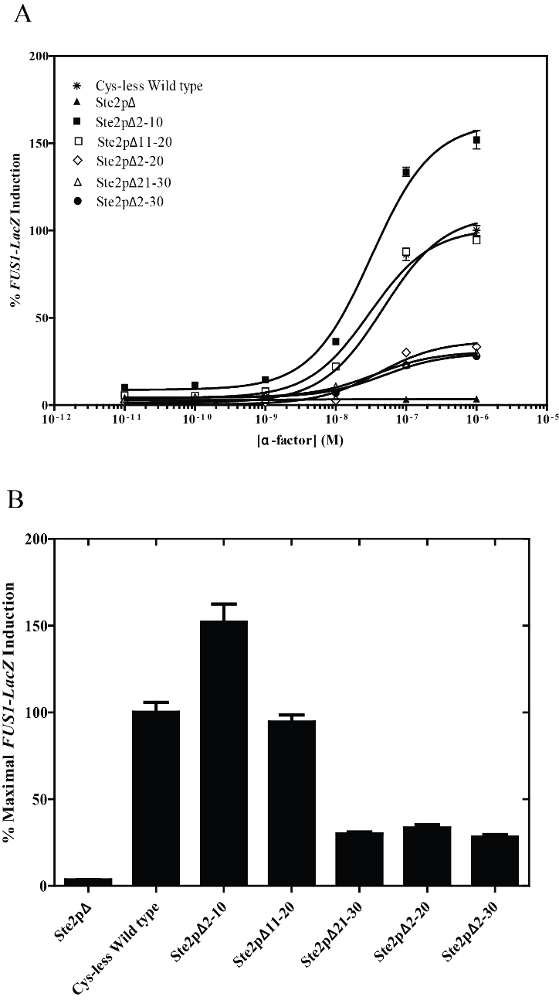 A
200
150
100
50
0
% FUS1-LacZ Induction
Cys-less Wild type
Ste2pΔ
Ste2pΔ2-10
Ste2pΔ11-20
Ste2pΔ2-20
Ste2pΔ21-30
Ste2pΔ2-30
10-12 10-11 10-10 10-9 10-8 10-7 10-6 10-5
[α-factor] (M)
B
200
150
100
50
0
% Maximal FUS1-LacZ Induction
Ste2pΔ
Cys-less Wild type
Ste2pΔ2-10
Ste2pΔ11-20
Ste2pΔ21-30
Ste2pΔ2-20
Ste2pΔ2-30